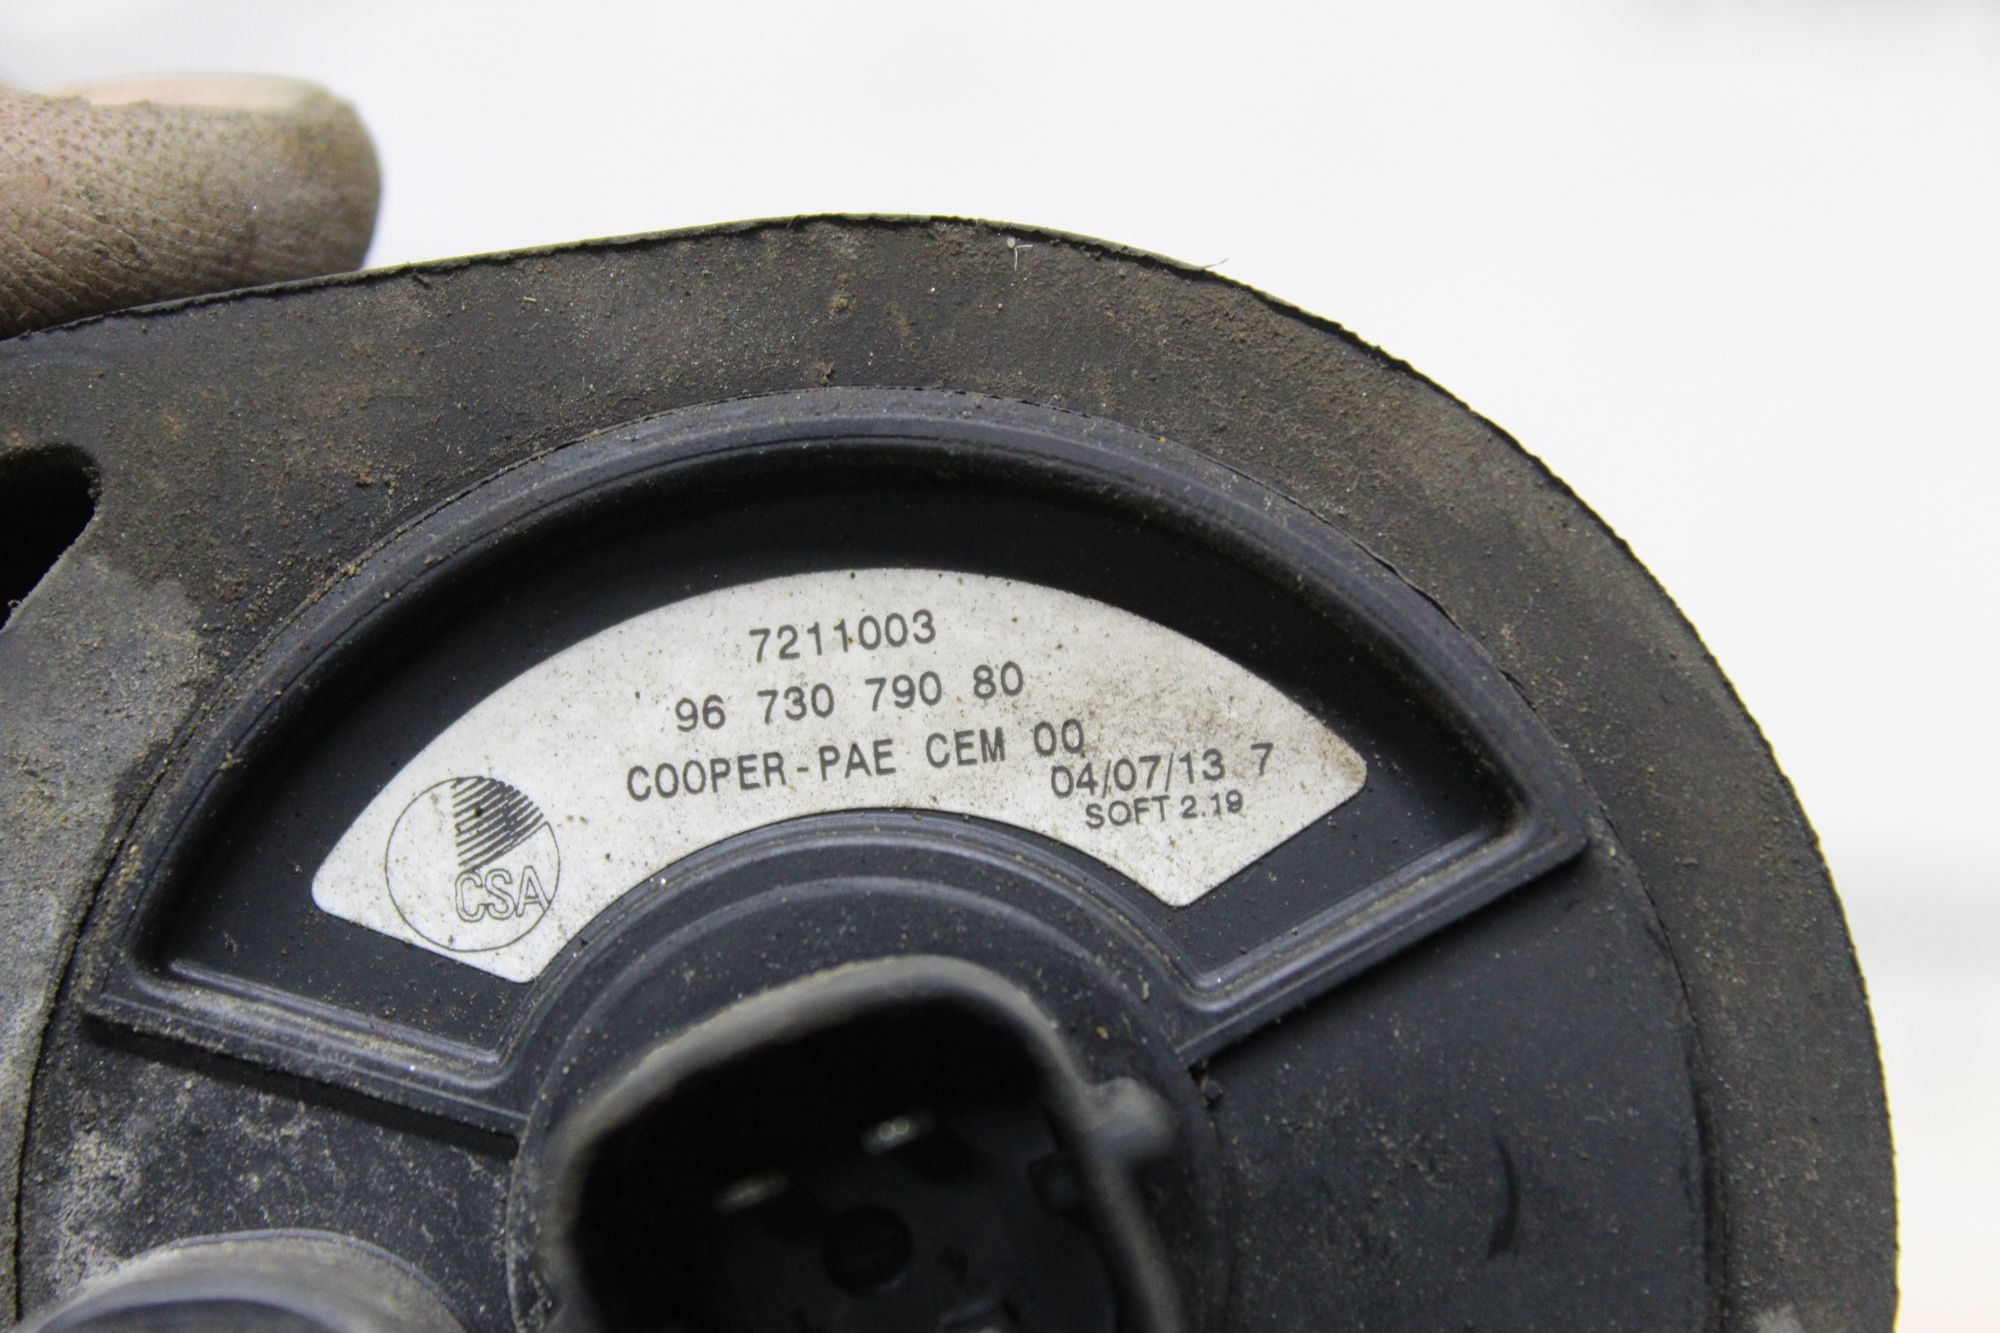 7211003
96 730 790 80
COOPER-PAE CEM 00
04/07/13 7
SOFT 2.19
CSA